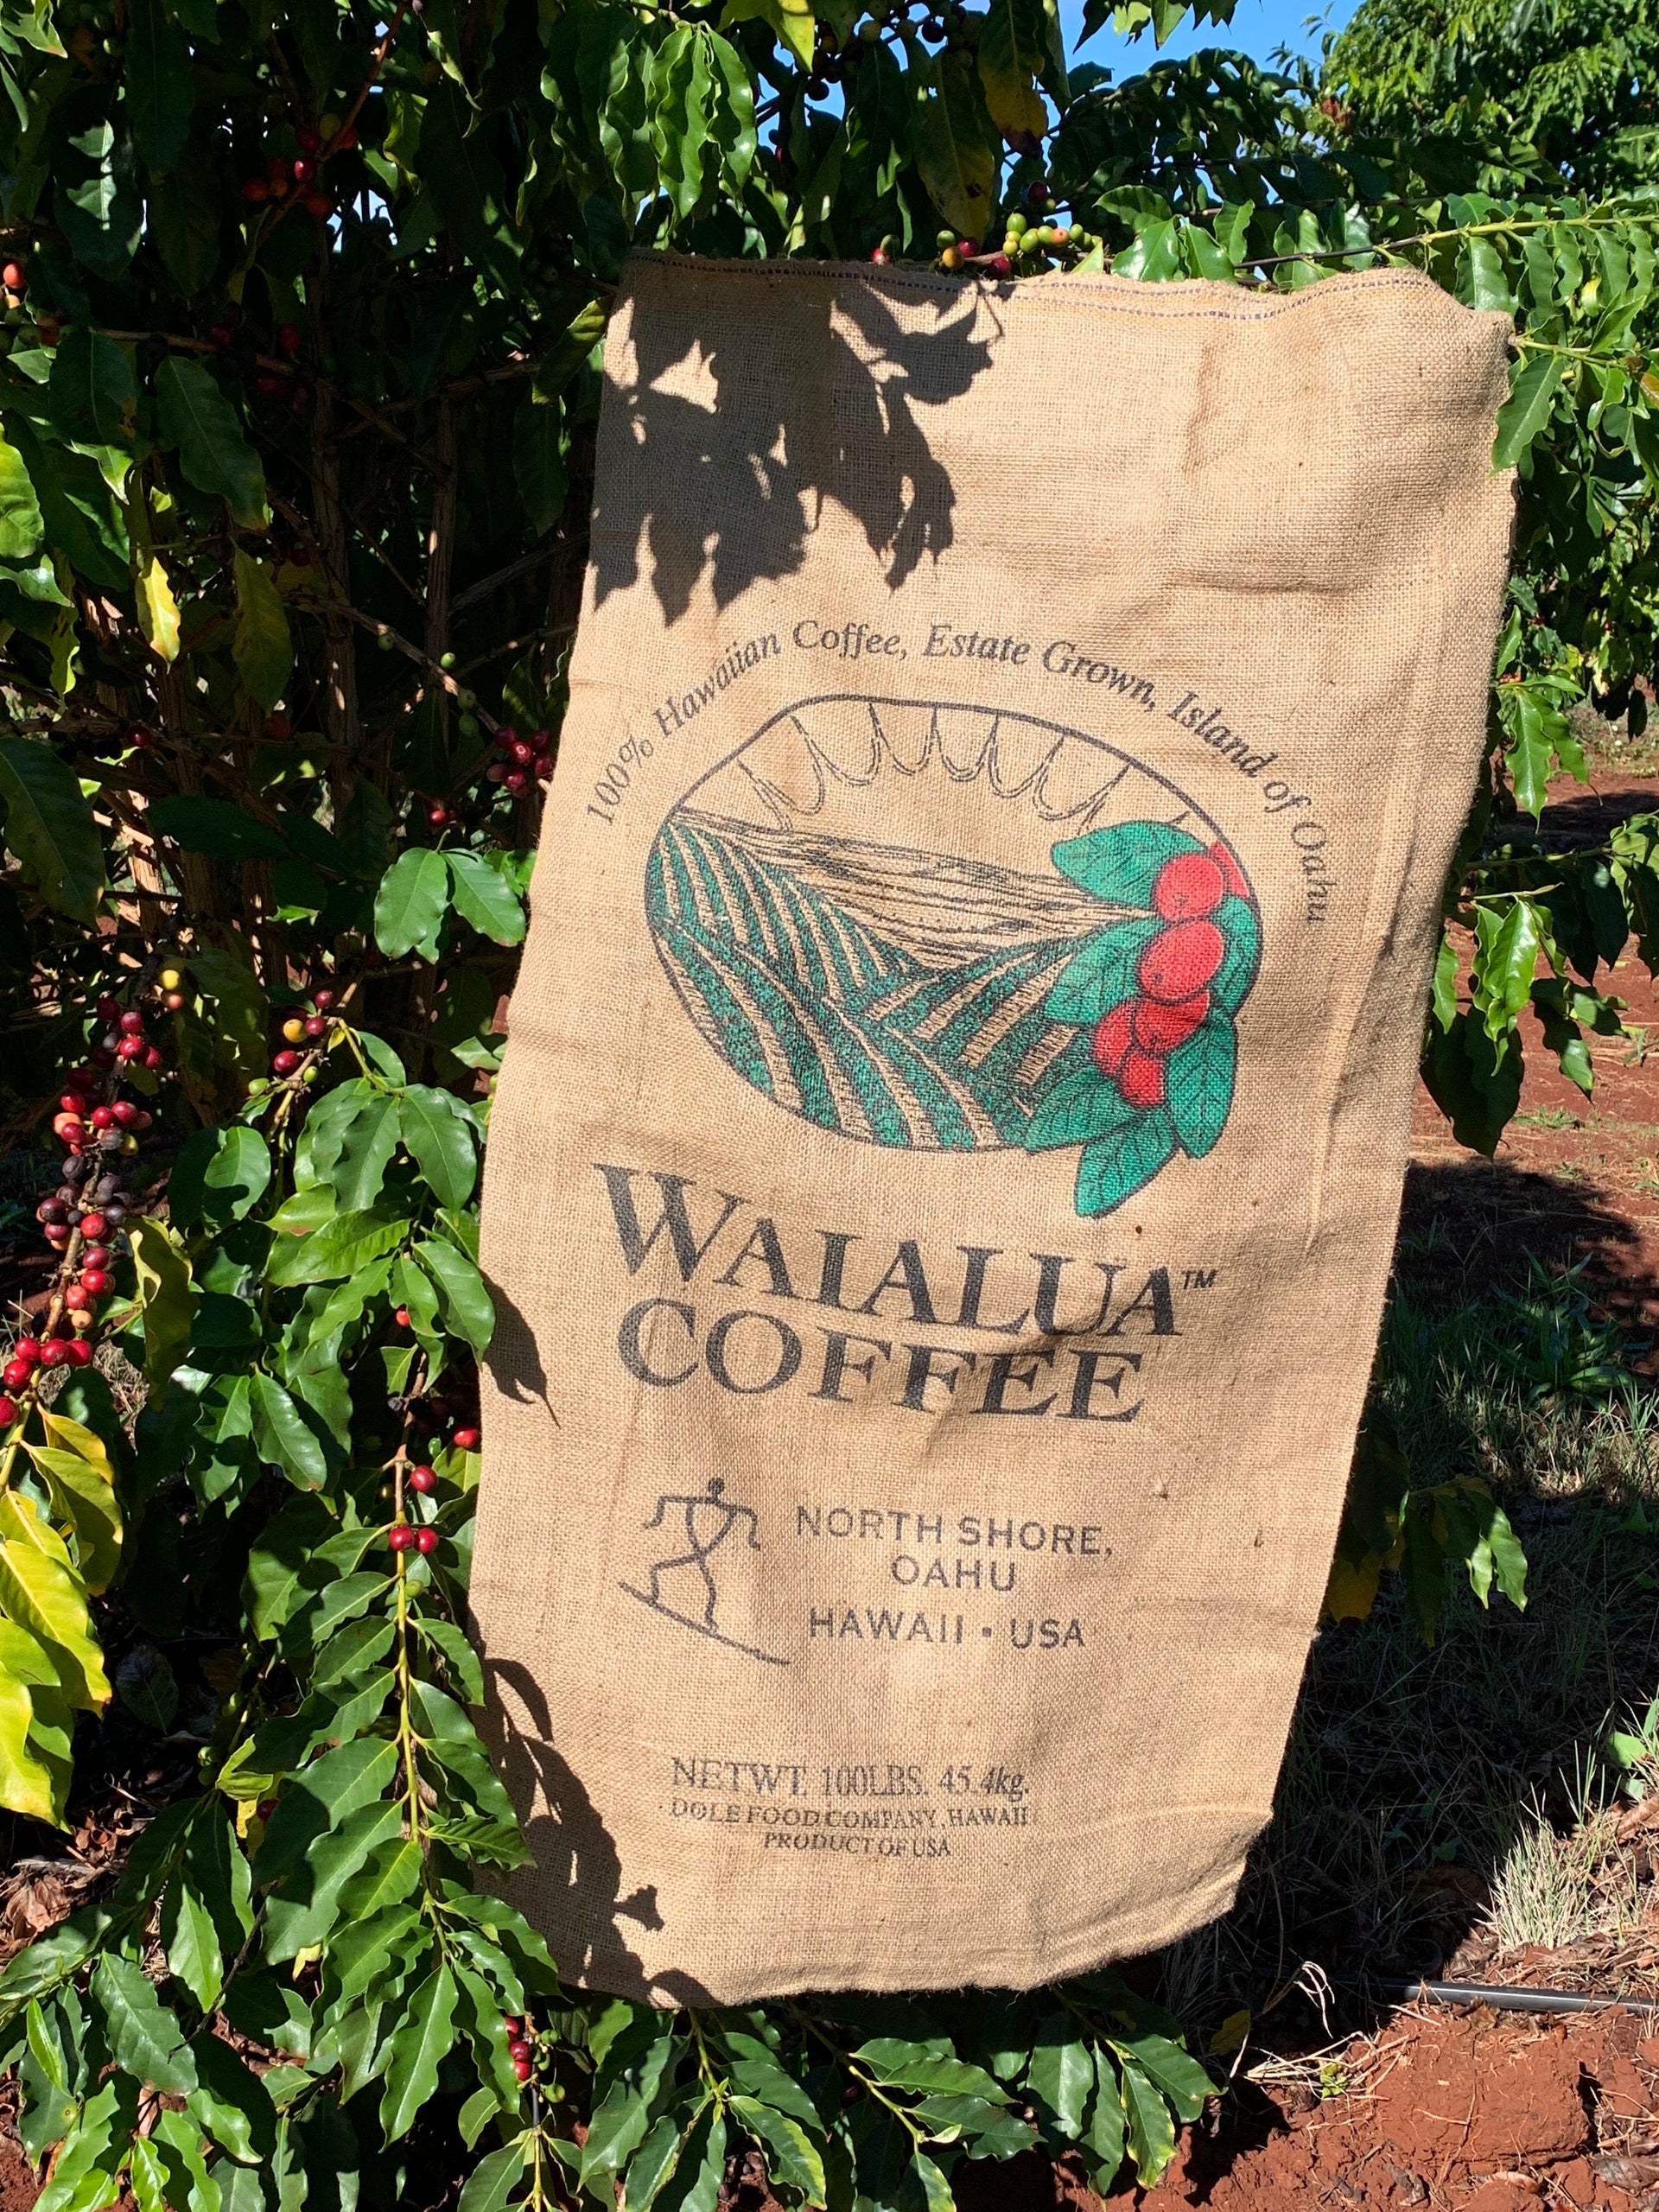 100% Hawaiian Coffee, Estate Grown, Island of Oahu
WAIALUA™
COFFEE
NORTH SHORE,
OAHU
HAWAII • USA
NETWT 100LBS. 45.4kg.
DOLE FOOD COMPANY, HAWAII
PRODUCT OF USA